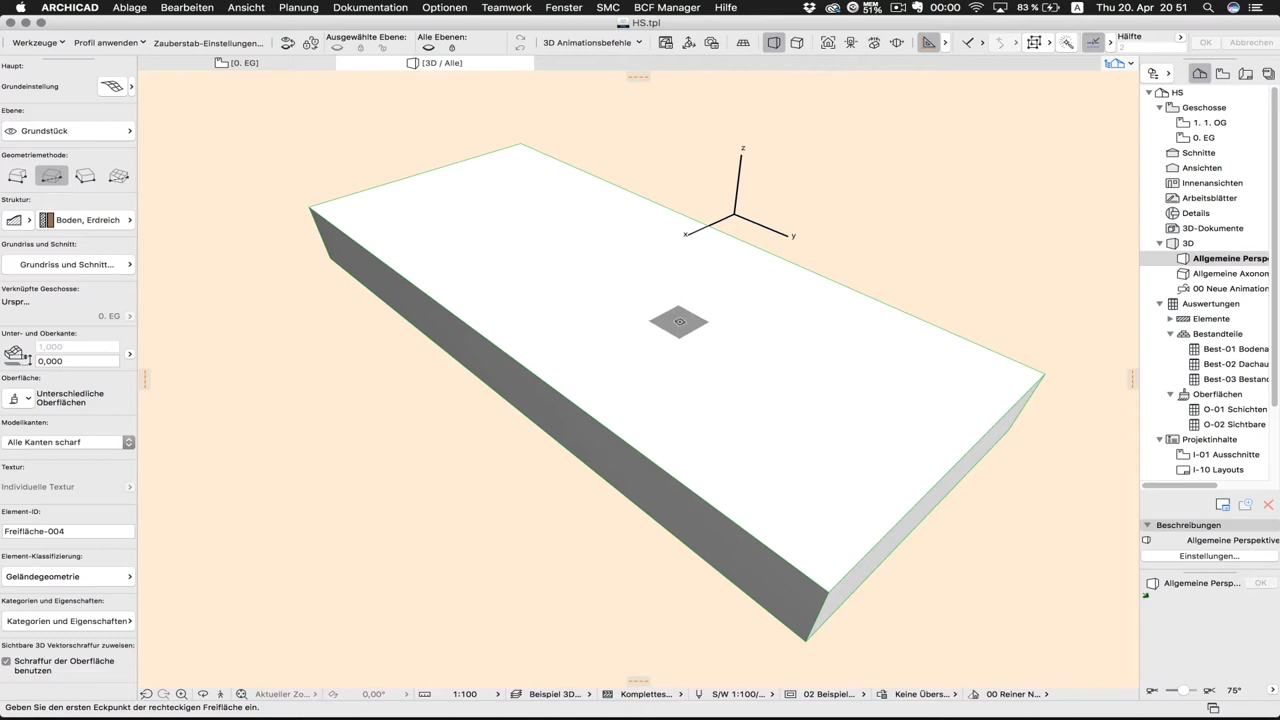 ARCHICAD Ablage Bearbeiten Ansicht Planung Dokumentation Optionen Teamwork Fenster SMC BCF Manager Hilfe MEM 51% 00:00 83 % A Thu 20. Apr 20:51
HS.tpl
Werkzeuge Profil anwenden Zauberstab-Einstellungen... Ausgewählte Ebene: Alle Ebenen: 3D Animationsbefehle Hälfte 2 OK Abbrechen
[0. EG] [3D / Alle]
Haupt:
Grundeinstellung
Ebene:
Grundstück
Geometriemethode:
Struktur:
Boden, Erdreich
Grundriss und Schnitt:
Grundriss und Schnitt...
Verknüpfte Geschosse:
Urspr...
0. EG
Unter- und Oberkante:
1,000
0,000
Oberfläche:
Unterschiedliche
Oberflächen
Modellkanten:
Alle Kanten scharf
Textur:
Individuelle Textur
Element-ID:
Freifläche-004
Element-Klassifizierung:
Geländegeometrie
Kategorien und Eigenschaften:
Kategorien und Eigenschaften
Sichtbare 3D Vektorschraffur zuweisen:
Schraffur der Oberfläche
benutzen
z
x
y
HS
Geschosse
1. 1. OG
0. EG
Schnitte
Ansichten
Innenansichten
Arbeitsblätter
Details
3D-Dokumente
3D
Allgemeine Persp
Allgemeine Axonom
00 Neue Animation
Auswertungen
Elemente
Bestandteile
Best-01 Bodena
Best-02 Dachau
Best-03 Bestand
Oberflächen
O-01 Schichten
O-02 Sichtbare
Projektinhalte
I-01 Ausschnitte
I-10 Layouts
Beschreibungen
Allgemeine Perspektive
Einstellungen...
Allgemeine Persp... OK
Aktueller Zo... 0,00° 1:100 Beispiel 3D... Komplettes... S/W 1:100/... 02 Beispiel... Keine Übers... 00 Reiner N... 75°
Geben Sie den ersten Eckpunkt der rechteckigen Freifläche ein.